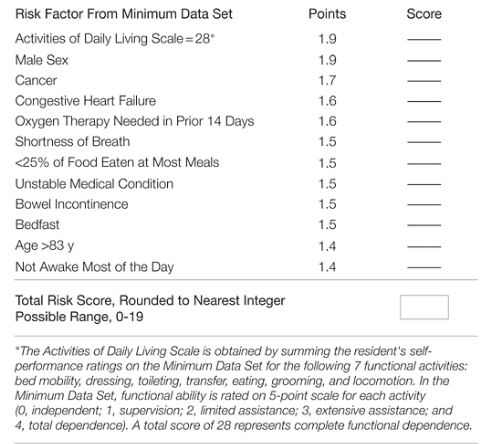 Risk Factor From Minimum Data Set Points Score
Activities of Daily Living Scale=28* 1.9
Male Sex 1.9
Cancer 1.7
Congestive Heart Failure 1.6
Oxygen Therapy Needed in Prior 14 Days 1.6
Shortness of Breath 1.5
<25% of Food Eaten at Most Meals 1.5
Unstable Medical Condition 1.5
Bowel Incontinence 1.5
Bedfast 1.5
Age >83 y 1.4
Not Awake Most of the Day 1.4
Total Risk Score, Rounded to Nearest Integer
Possible Range, 0-19
*The Activities of Daily Living Scale is obtained by summing the resident's self-
performance ratings on the Minimum Data Set for the following 7 functional activities:
bed mobility, dressing, toileting, transfer, eating, grooming, and locomotion. In the
Minimum Data Set, functional ability is rated on 5-point scale for each activity
(0, independent; 1, supervision; 2, limited assistance; 3, extensive assistance; and
4, total dependence). A total score of 28 represents complete functional dependence.